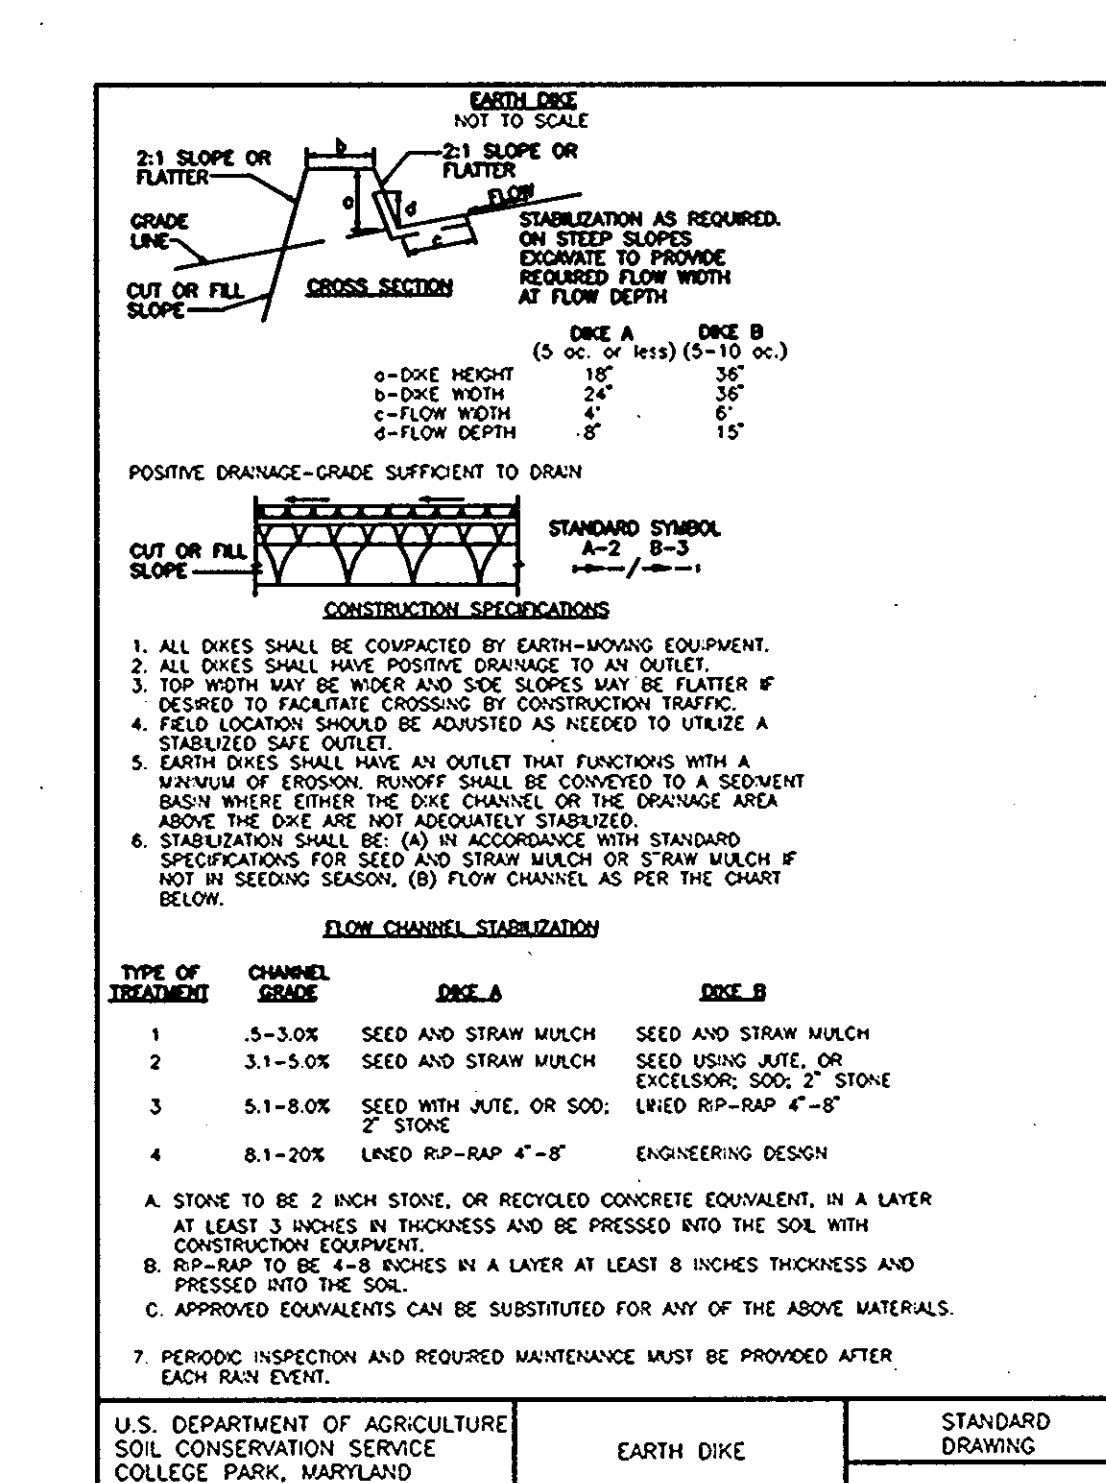 EARTH DIKE
NOT TO SCALE
2:1 SLOPE OR
FLATTER
b
2:1 SLOPE OR
FLATTER
a
d
FLOW
GRADE
LINE
c
STABILIZATION AS REQUIRED.
ON STEEP SLOPES
EXCAVATE TO PROVIDE
REQUIRED FLOW WIDTH
AT FLOW DEPTH
CUT OR FILL
SLOPE
CROSS SECTION
DIKE A DIKE B
(5 ac. or less) (5-10 ac.)
a-DIKE HEIGHT 18" 36"
b-DIKE WIDTH 24" 36"
c-FLOW WIDTH 4' 6'
d-FLOW DEPTH 8" 15"
POSITIVE DRAINAGE-GRADE SUFFICIENT TO DRAIN
CUT OR FILL
SLOPE
STANDARD SYMBOL
A-2 B-3
/
CONSTRUCTION SPECIFICATIONS
1. ALL DIKES SHALL BE COMPACTED BY EARTH-MOVING EQUIPMENT.
2. ALL DIKES SHALL HAVE POSITIVE DRAINAGE TO AN OUTLET.
3. TOP WIDTH MAY BE WIDER AND SIDE SLOPES MAY BE FLATTER IF
DESIRED TO FACILITATE CROSSING BY CONSTRUCTION TRAFFIC.
4. FIELD LOCATION SHOULD BE ADJUSTED AS NEEDED TO UTILIZE A
STABILIZED SAFE OUTLET.
5. EARTH DIKES SHALL HAVE AN OUTLET THAT FUNCTIONS WITH A
MINIMUM OF EROSION. RUNOFF SHALL BE CONVEYED TO A SEDIMENT
BASIN WHERE EITHER THE DIKE CHANNEL OR THE DRAINAGE AREA
ABOVE THE DIKE ARE NOT ADEQUATELY STABILIZED.
6. STABILIZATION SHALL BE: (A) IN ACCORDANCE WITH STANDARD
SPECIFICATIONS FOR SEED AND STRAW MULCH OR STRAW MULCH IF
NOT IN SEEDING SEASON, (B) FLOW CHANNEL AS PER THE CHART
BELOW.
FLOW CHANNEL STABILIZATION
TYPE OF CHANNEL
TREATMENT GRADE DIKE A DIKE B
1 .5-3.0% SEED AND STRAW MULCH SEED AND STRAW MULCH
2 3.1-5.0% SEED AND STRAW MULCH SEED USING JUTE, OR
EXCELSIOR; SOD; 2" STONE
3 5.1-8.0% SEED WITH JUTE, OR SOD; LINED RIP-RAP 4"-8"
2" STONE
4 8.1-20% LINED RIP-RAP 4"-8" ENGINEERING DESIGN
A. STONE TO BE 2 INCH STONE, OR RECYCLED CONCRETE EQUIVALENT, IN A LAYER
AT LEAST 3 INCHES IN THICKNESS AND BE PRESSED INTO THE SOIL WITH
CONSTRUCTION EQUIPMENT.
B. RIP-RAP TO BE 4-8 INCHES IN A LAYER AT LEAST 8 INCHES THICKNESS AND
PRESSED INTO THE SOIL.
C. APPROVED EQUIVALENTS CAN BE SUBSTITUTED FOR ANY OF THE ABOVE MATERIALS.
7. PERIODIC INSPECTION AND REQUIRED MAINTENANCE MUST BE PROVIDED AFTER
EACH RAIN EVENT.
U.S. DEPARTMENT OF AGRICULTURE
SOIL CONSERVATION SERVICE
COLLEGE PARK, MARYLAND
EARTH DIKE
STANDARD
DRAWING